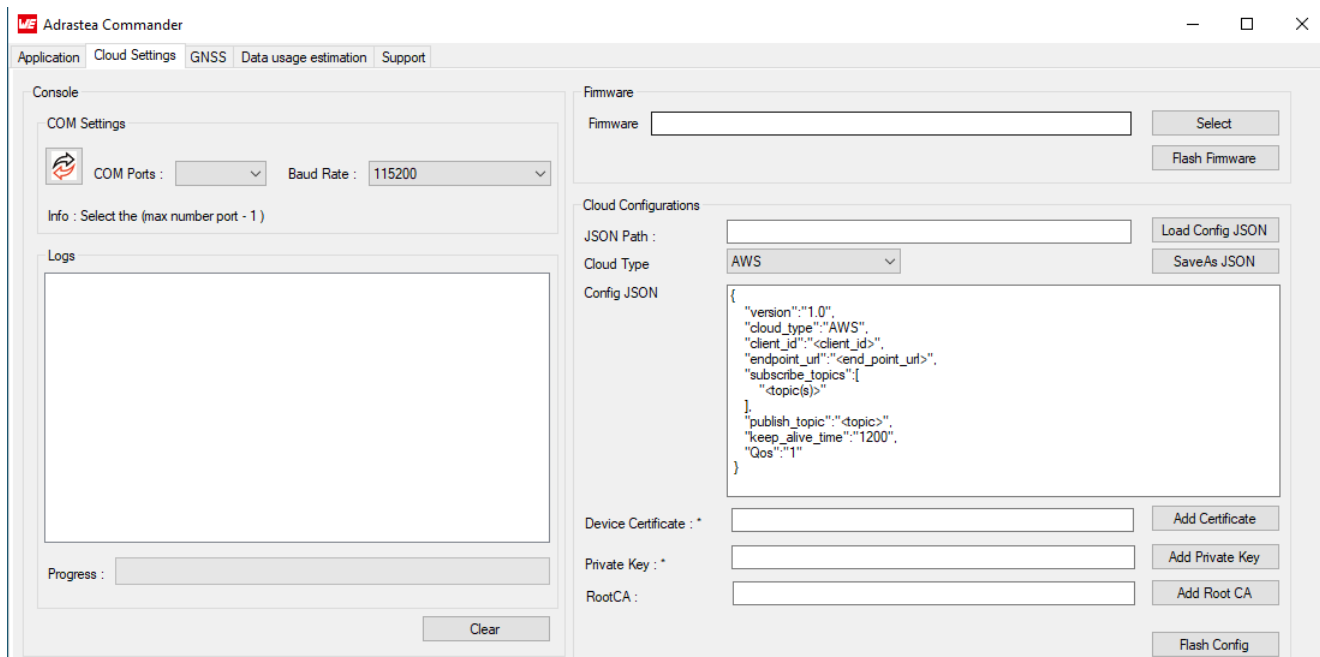 WE Adrastea Commander
Application Cloud Settings GNSS Data usage estimation Support
Console
COM Settings
COM Ports : Baud Rate : 115200
Info : Select the (max number port - 1 )
Logs
Progress :
Clear
Firmware
Firmware Select
Flash Firmware
Cloud Configurations
JSON Path : Load Config JSON
Cloud Type AWS SaveAs JSON
Config JSON
{
"version":"1.0",
"cloud_type":"AWS",
"client_id":"<client_id>",
"endpoint_url":"<end_point_url>",
"subscribe_topics":[
"<topic(s)>"
],
"publish_topic":"<topic>",
"keep_alive_time":"1200",
"Qos":"1"
}
Device Certificate : * Add Certificate
Private Key : * Add Private Key
RootCA : Add Root CA
Flash Config